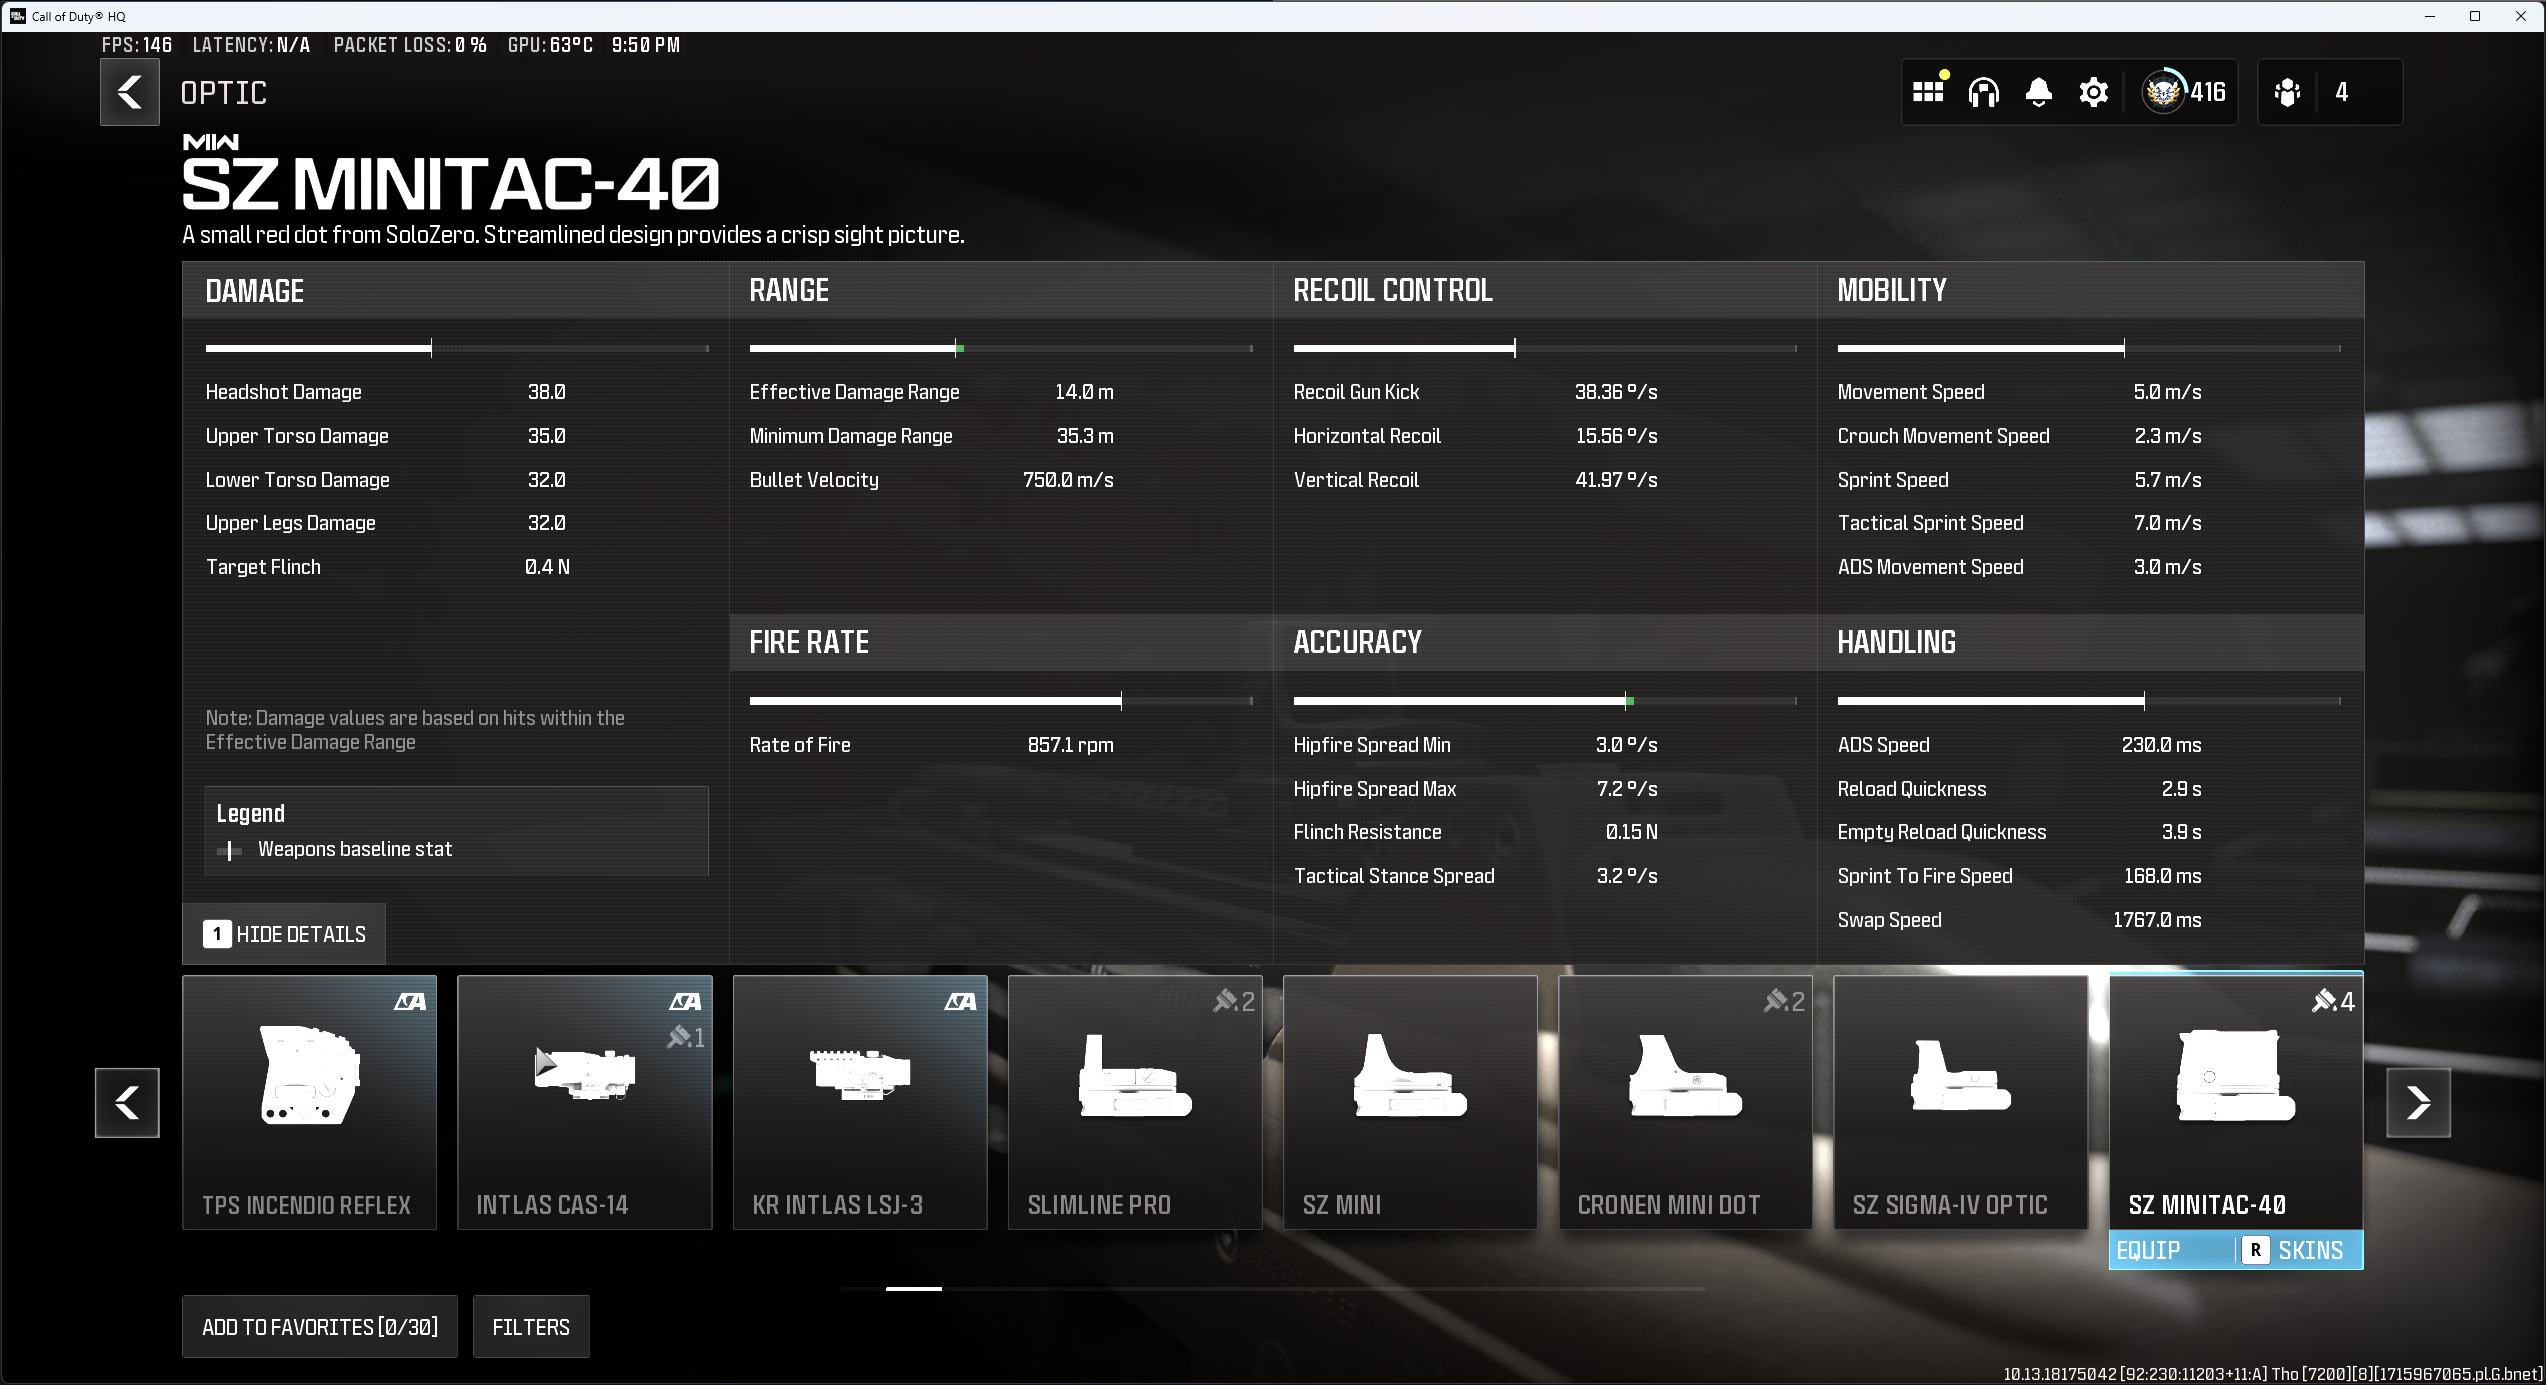 Call of Duty® HQ
FPS: 146 LATENCY: N/A PACKET LOSS: 0 % GPU: 63°C 9:50 PM
OPTIC
416
4
MW
SZ MINITAC-40
A small red dot from SoloZero. Streamlined design provides a crisp sight picture.
DAMAGE
Headshot Damage 38.0
Upper Torso Damage 35.0
Lower Torso Damage 32.0
Upper Legs Damage 32.0
Target Flinch 0.4 N
Note: Damage values are based on hits within the
Effective Damage Range
Legend
Weapons baseline stat
1 HIDE DETAILS
RANGE
Effective Damage Range 14.0 m
Minimum Damage Range 35.3 m
Bullet Velocity 750.0 m/s
FIRE RATE
Rate of Fire 857.1 rpm
RECOIL CONTROL
Recoil Gun Kick 38.36 º/s
Horizontal Recoil 15.56 º/s
Vertical Recoil 41.97 º/s
ACCURACY
Hipfire Spread Min 3.0 º/s
Hipfire Spread Max 7.2 º/s
Flinch Resistance 0.15 N
Tactical Stance Spread 3.2 º/s
MOBILITY
Movement Speed 5.0 m/s
Crouch Movement Speed 2.3 m/s
Sprint Speed 5.7 m/s
Tactical Sprint Speed 7.0 m/s
ADS Movement Speed 3.0 m/s
HANDLING
ADS Speed 230.0 ms
Reload Quickness 2.9 s
Empty Reload Quickness 3.9 s
Sprint To Fire Speed 168.0 ms
Swap Speed 1767.0 ms
TPS INCENDIO REFLEX
1
INTLAS CAS-14
KR INTLAS LSJ-3
2
SLIMLINE PRO
SZ MINI
2
CRONEN MINI DOT
SZ SIGMA-IV OPTIC
4
SZ MINITAC-40
EQUIP R SKINS
ADD TO FAVORITES [0/30]
FILTERS
10.13.18175042 [92:230:11203+11:A] Tho [7200][8][1715967065.pl.G.bnet]